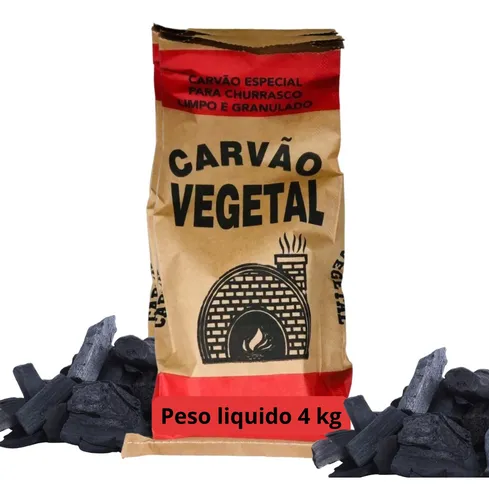 CARVÃO ESPECIAL
PARA CHURRASCO
LIMPO E GRANULADO
CARVÃO
VEGETAL
Peso liquido 4 kg